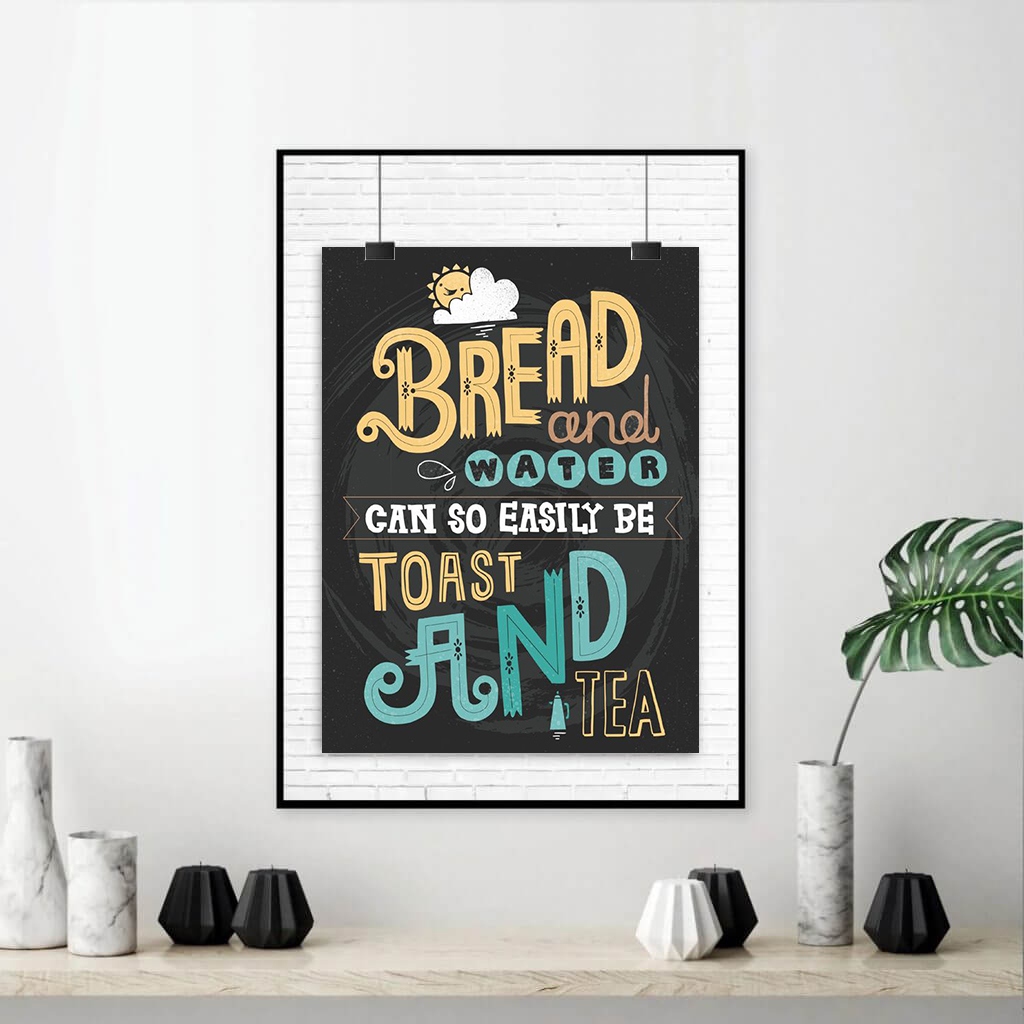 BREAD
and
WATER
CAN SO EASILY BE
TOAST
AND
TEA